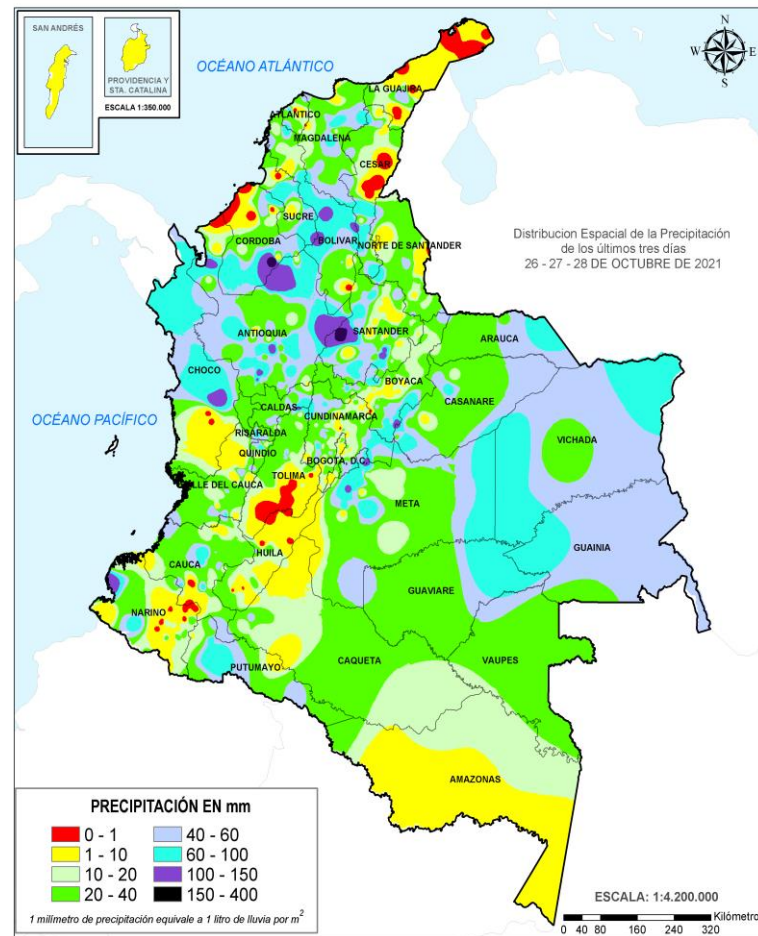 SAN ANDRÉS
PROVIDENCIA Y
STA. CATALINA
ESCALA 1:350.000
OCÉANO ATLÁNTICO
N
W E
S
LA GUAJIRA
ATLANTICO
MAGDALENA
CESAR
SUCRE
CORDOBA
BOLIVAR
NORTE DE SANTANDER
Distribucion Espacial de la Precipitación
de los últimos tres días
26 - 27 - 28 DE OCTUBRE DE 2021
ANTIOQUIA
SANTANDER
ARAUCA
CHOCO
BOYACA
CASANARE
OCÉANO PACÍFICO
CALDAS
CUNDINAMARCA
RISARALDA
VICHADA
QUINDIO
BOGOTA, D.C.
TOLIMA
VALLE DEL CAUCA
META
GUAINIA
HUILA
CAUCA
GUAVIARE
NARINO
PUTUMAYO
CAQUETA
VAUPES
AMAZONAS
PRECIPITACIÓN EN mm
0 - 1 40 - 60
1 - 10 60 - 100
10 - 20 100 - 150
20 - 40 150 - 400
1 milímetro de precipitación equivale a 1 litro de lluvia por m²
ESCALA: 1:4.200.000
Kilómetro
0 40 80 160 240 320